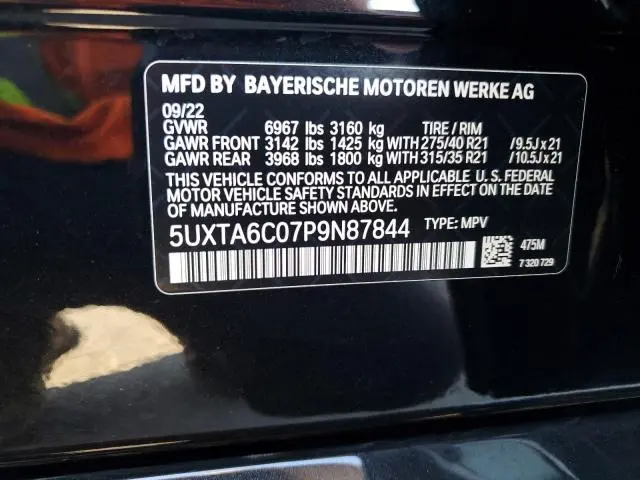 MFD BY BAYERISCHE MOTOREN WERKE AG
09/22
GVWR 6967 lbs 3160 kg TIRE / RIM
GAWR FRONT 3142 lbs 1425 kg WITH 275/40 R21 /9.5J x 21
GAWR REAR 3968 lbs 1800 kg WITH 315/35 R21 /10.5J x 21
THIS VEHICLE CONFORMS TO ALL APPLICABLE U.S. FEDERAL
MOTOR VEHICLE SAFETY STANDARDS IN EFFECT ON THE DATE
OF MANUFACTURE SHOWN ABOVE.
5UXTA6C07P9N87844 TYPE: MPV
475M
7 320 729